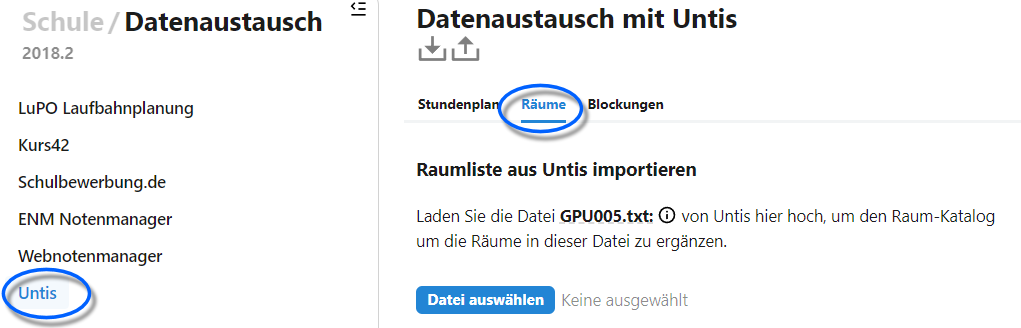 Schule / Datenaustausch
2018.2
LuPO Laufbahnplanung
Kurs42
Schulbewerbung.de
ENM Notenmanager
Webnotenmanager
Untis
Datenaustausch mit Untis
Stundenplan Räume Blockungen
Raumliste aus Untis importieren
Laden Sie die Datei GPU005.txt: von Untis hier hoch, um den Raum-Katalog
um die Räume in dieser Datei zu ergänzen.
Datei auswählen Keine ausgewählt